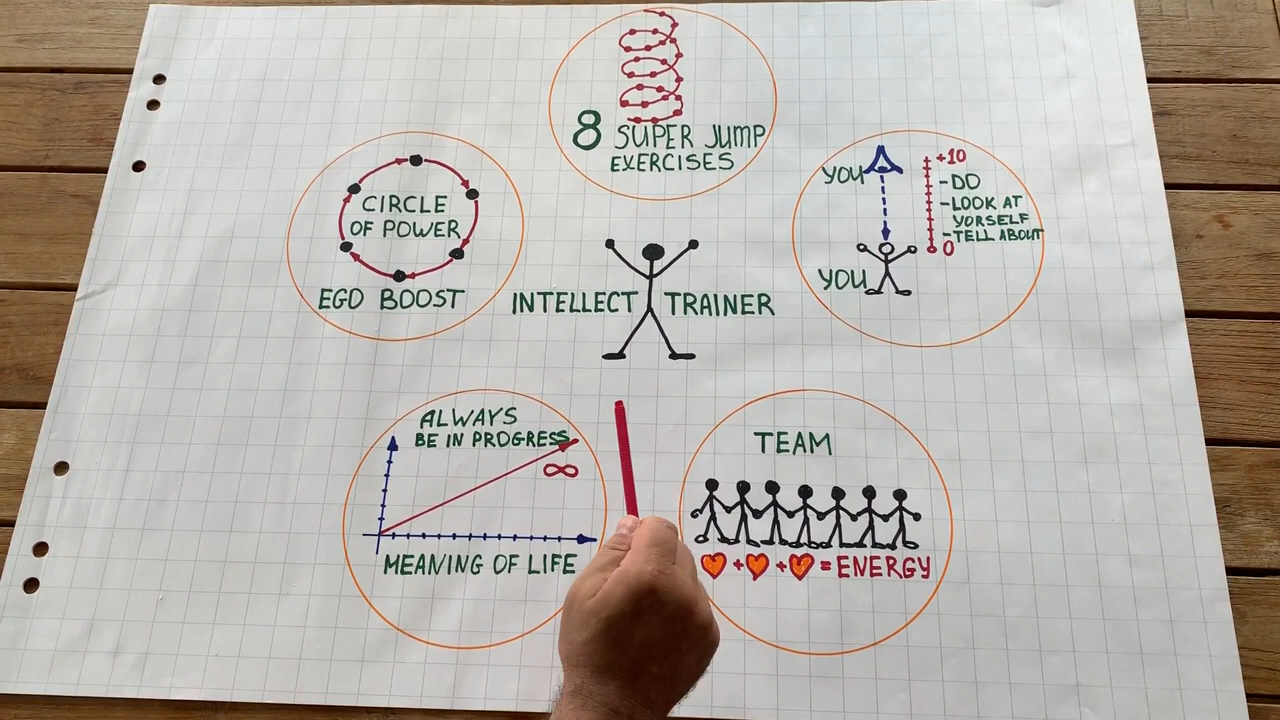 8 SUPER JUMP
EXERCISES
CIRCLE
OF POWER
EGO BOOST
YOU
YOU
+10
-DO
-LOOK AT
YORSELF
-TELL ABOUT
0
INTELLECT TRAINER
ALWAYS
BE IN PROGRESS
∞
MEANING OF LIFE
TEAM
+ + = ENERGY